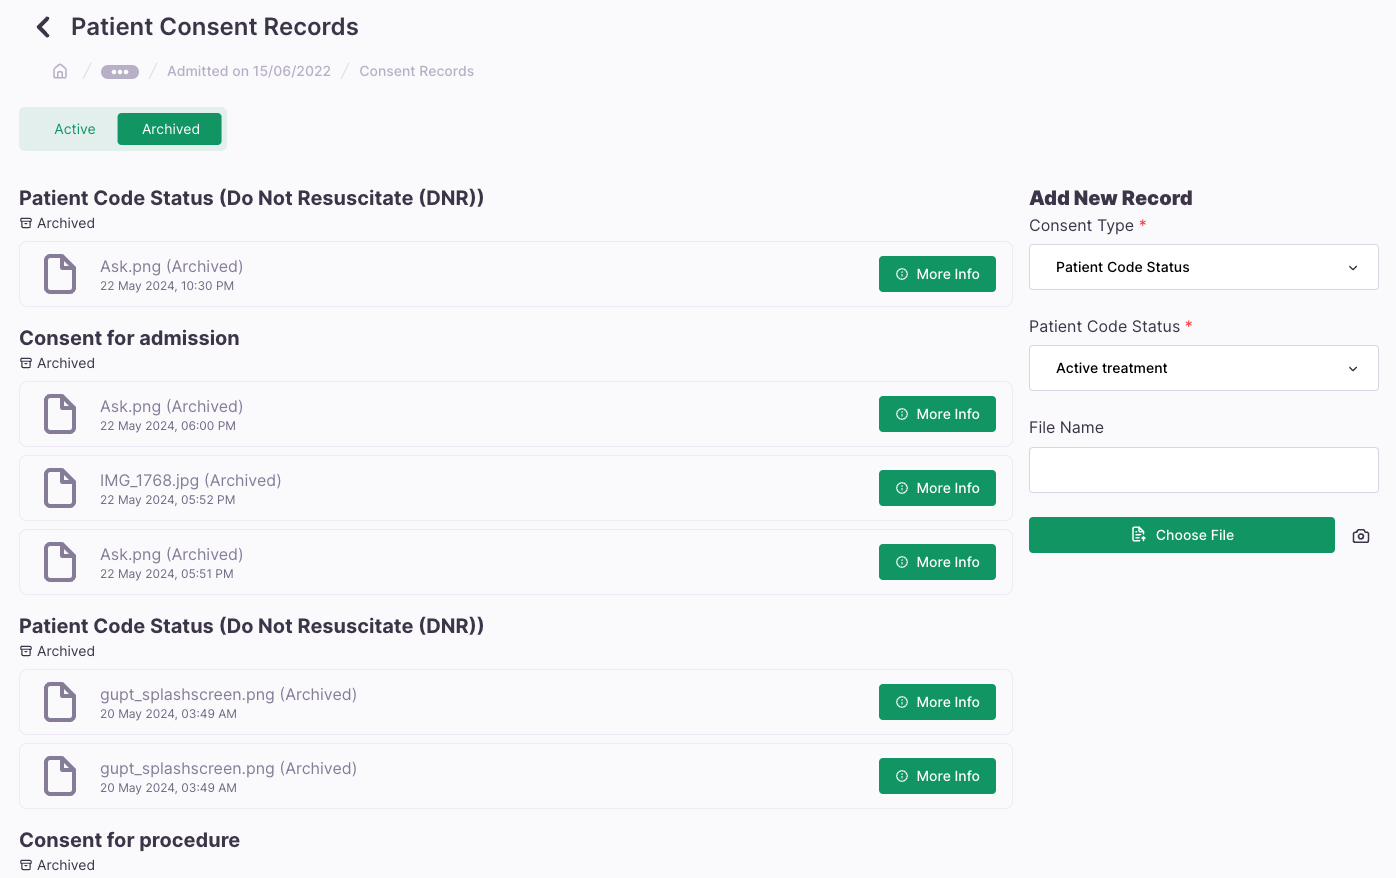 Patient Consent Records
/ ••• / Admitted on 15/06/2022 / Consent Records
Active Archived
Patient Code Status (Do Not Resuscitate (DNR))
Archived
Ask.png (Archived)
22 May 2024, 10:30 PM
More Info
Consent for admission
Archived
Ask.png (Archived)
22 May 2024, 06:00 PM
More Info
IMG_1768.jpg (Archived)
22 May 2024, 05:52 PM
More Info
Ask.png (Archived)
22 May 2024, 05:51 PM
More Info
Patient Code Status (Do Not Resuscitate (DNR))
Archived
gupt_splashscreen.png (Archived)
20 May 2024, 03:49 AM
More Info
gupt_splashscreen.png (Archived)
20 May 2024, 03:49 AM
More Info
Consent for procedure
Archived
Add New Record
Consent Type *
Patient Code Status
Patient Code Status *
Active treatment
File Name
Choose File